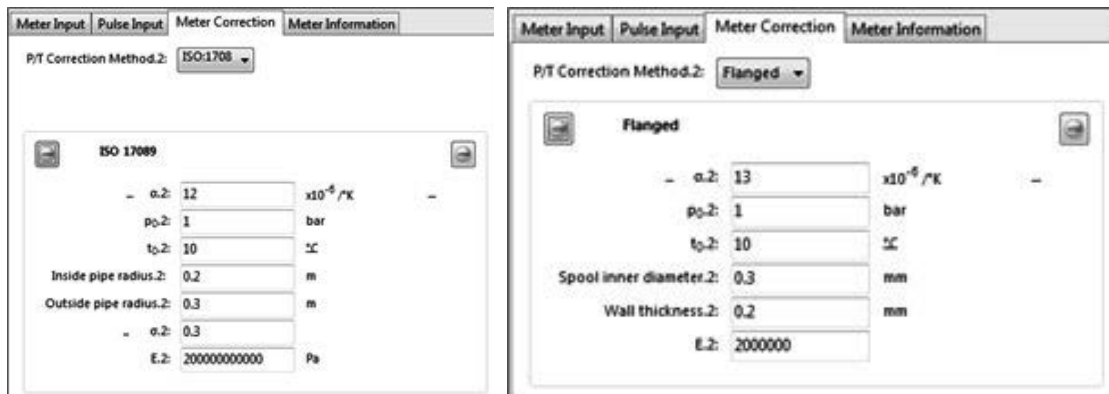 Meter Input Pulse Input Meter Correction Meter Information
P/T Correction Method.2: ISO:1708
ISO 17089
– α.2: 12 x10⁻⁶ /°K –
p₀.2: 1 bar
t₀.2: 10 °C
Inside pipe radius.2: 0.2 m
Outside pipe radius.2: 0.3 m
– σ.2: 0.3
E.2: 200000000000 Pa
Meter Input Pulse Input Meter Correction Meter Information
P/T Correction Method.2: Flanged
Flanged
– α.2: 13 x10⁻⁶ /°K –
p₀.2: 1 bar
t₀.2: 10 °C
Spool inner diameter.2: 0.3 mm
Wall thickness.2: 0.2 mm
E.2: 2000000